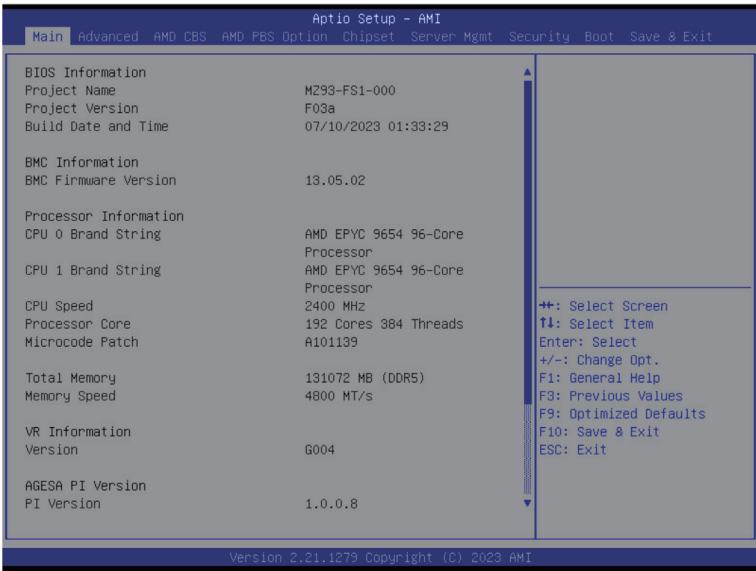 Aptio Setup - AMI
Main Advanced AMD CBS AMD PBS Option Chipset Server Mgmt Security Boot Save & Exit
BIOS Information
Project Name MZ93-FS1-000
Project Version F03a
Build Date and Time 07/10/2023 01:33:29
BMC Information
BMC Firmware Version 13.05.02
Processor Information
CPU 0 Brand String AMD EPYC 9654 96-Core
Processor
CPU 1 Brand String AMD EPYC 9654 96-Core
Processor
CPU Speed 2400 MHz
Processor Core 192 Cores 384 Threads
Microcode Patch A101139
Total Memory 131072 MB (DDR5)
Memory Speed 4800 MT/s
VR Information
Version G004
AGESA PI Version
PI Version 1.0.0.8
→←: Select Screen
↑↓: Select Item
Enter: Select
+/-: Change Opt.
F1: General Help
F3: Previous Values
F9: Optimized Defaults
F10: Save & Exit
ESC: Exit
Version 2.21.1279 Copyright (C) 2023 AMI